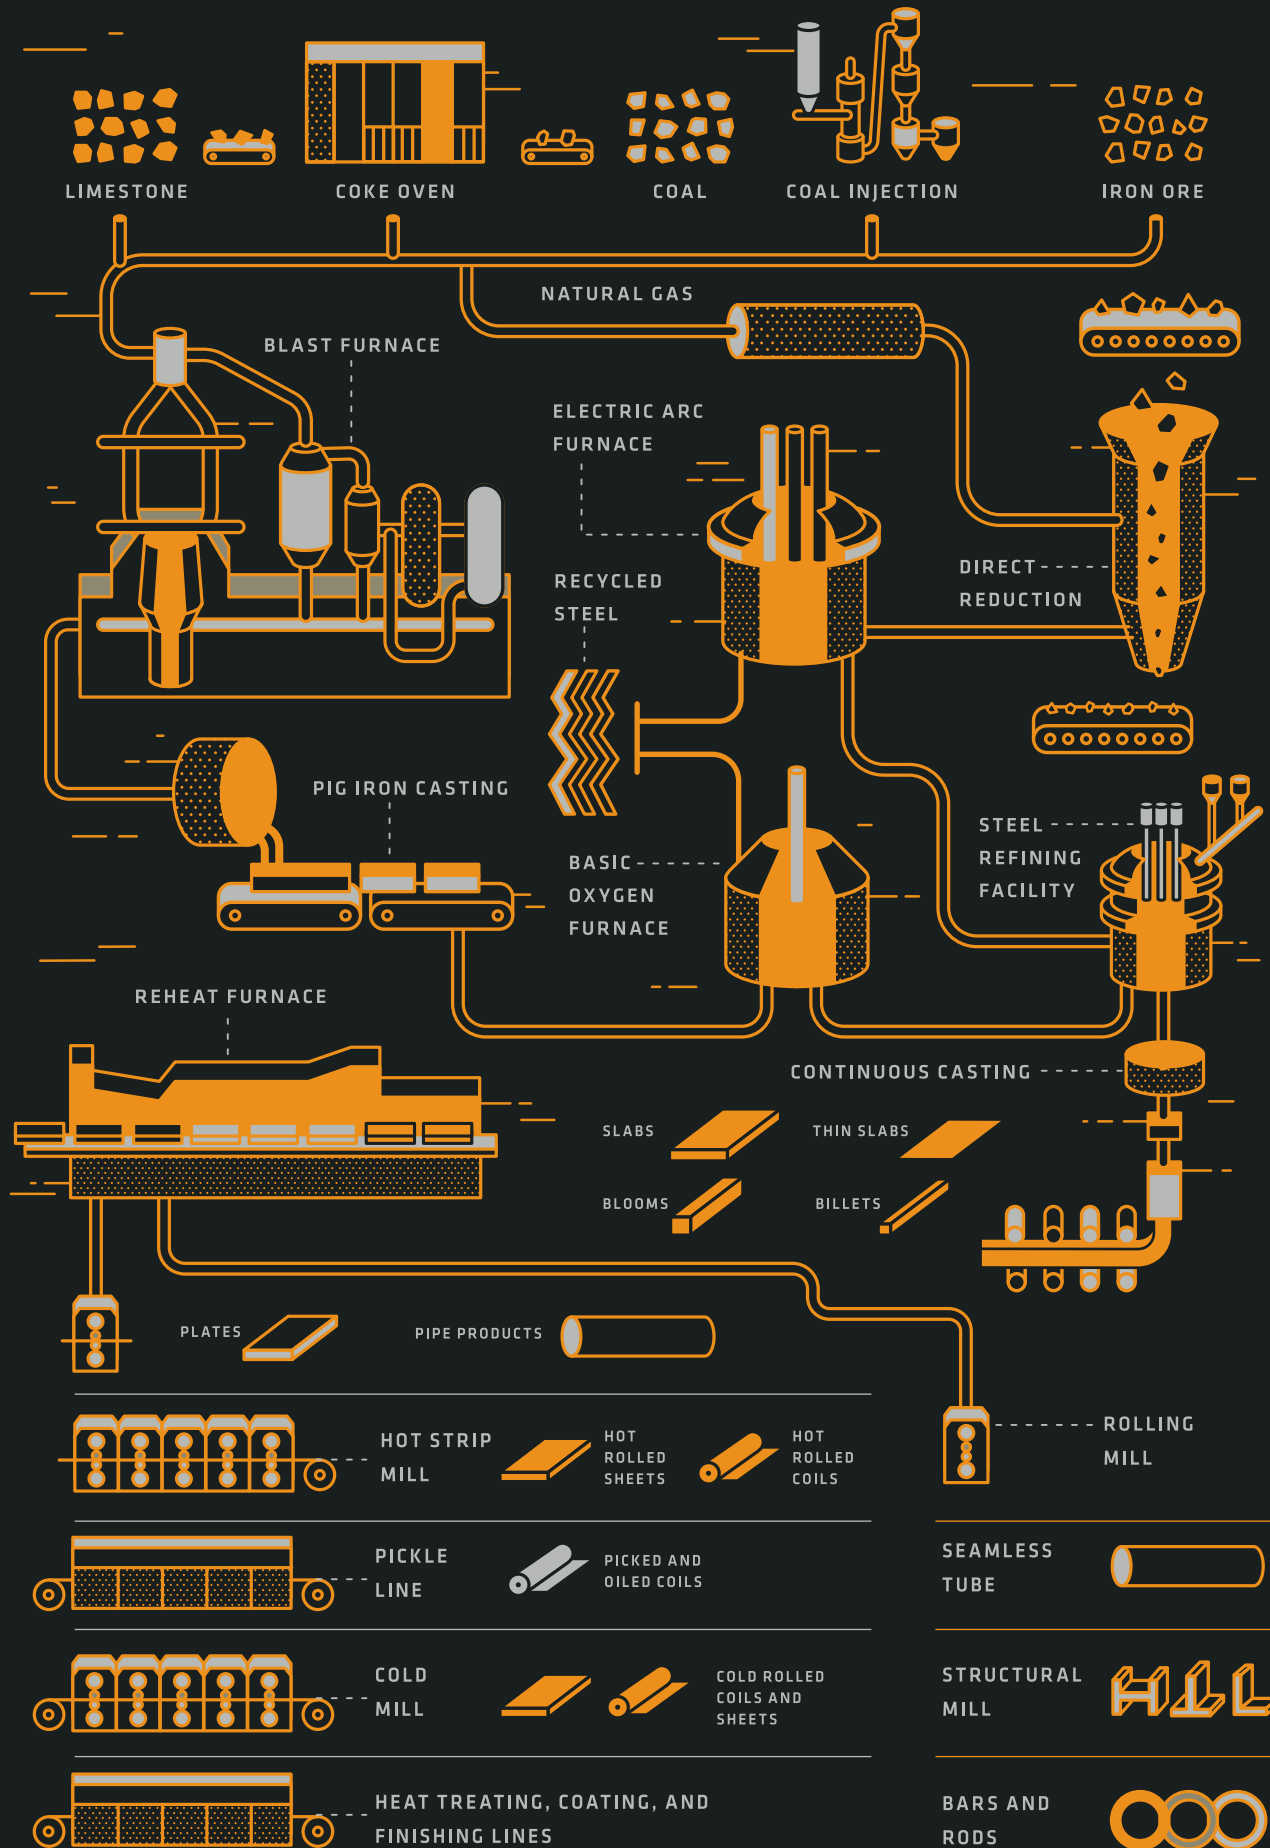 LIMESTONE
COKE OVEN
COAL
COAL INJECTION
IRON ORE
NATURAL GAS
BLAST FURNACE
ELECTRIC ARC
FURNACE
DIRECT
REDUCTION
RECYCLED
STEEL
PIG IRON CASTING
BASIC
OXYGEN
FURNACE
STEEL
REFINING
FACILITY
REHEAT FURNACE
CONTINUOUS CASTING
SLABS
THIN SLABS
BLOOMS
BILLETS
PLATES
PIPE PRODUCTS
HOT STRIP
MILL
HOT
ROLLED
SHEETS
HOT
ROLLED
COILS
ROLLING
MILL
PICKLE
LINE
PICKED AND
OILED COILS
SEAMLESS
TUBE
COLD
MILL
COLD ROLLED
COILS AND
SHEETS
STRUCTURAL
MILL
HEAT TREATING, COATING, AND
FINISHING LINES
BARS AND
RODS